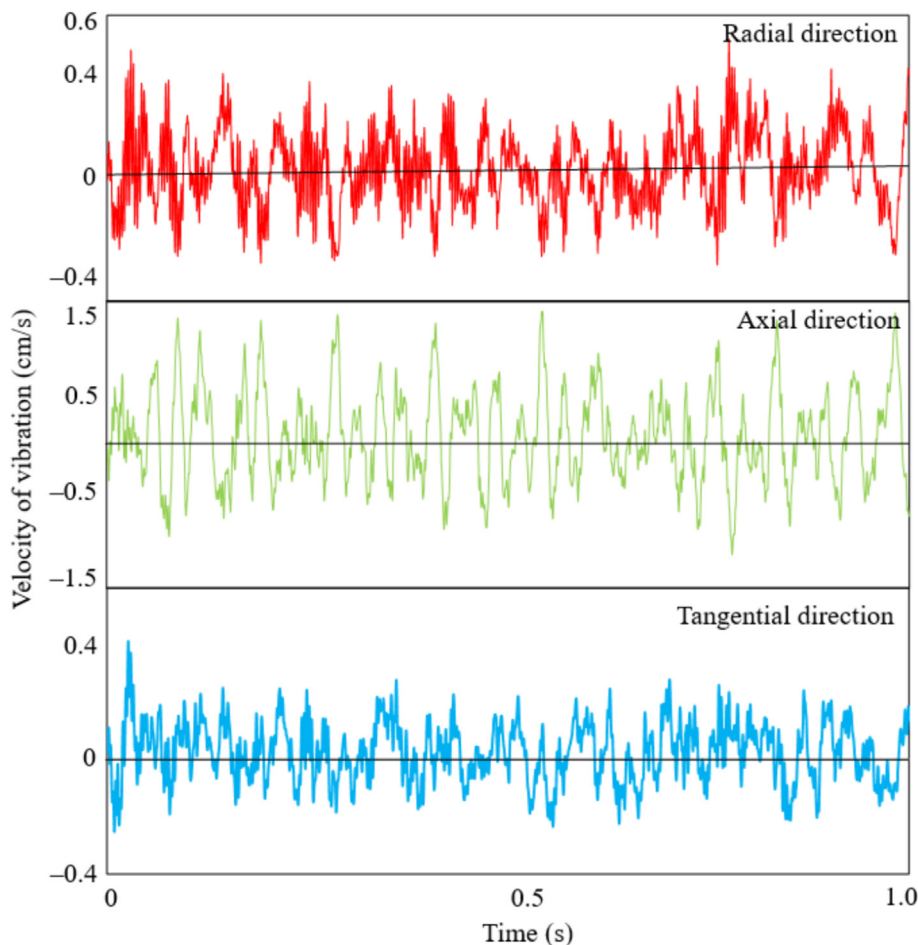 0.6
Radial direction
0.4
0
–0.4
1.5
Axial direction
0.5
–0.5
–1.5
Velocity of vibration (cm/s)
Tangential direction
0.4
0
–0.4
0
0.5
1.0
Time (s)